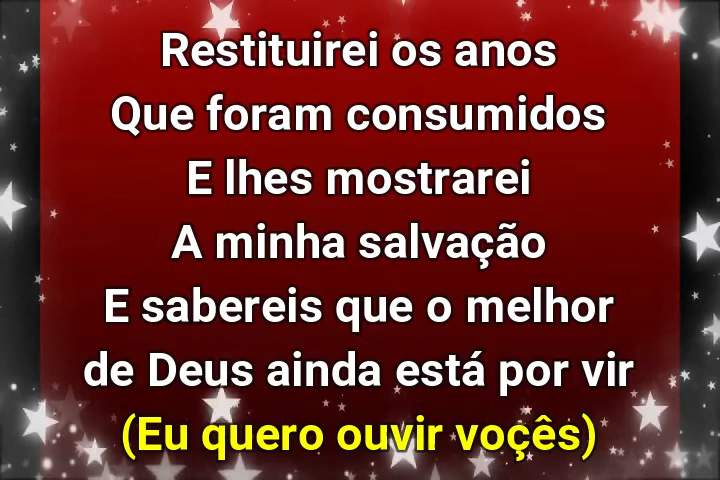 Restituirei os anos
Que foram consumidos
E lhes mostrarei
A minha salvação
E sabereis que o melhor
de Deus ainda está por vir
(Eu quero ouvir voçês)